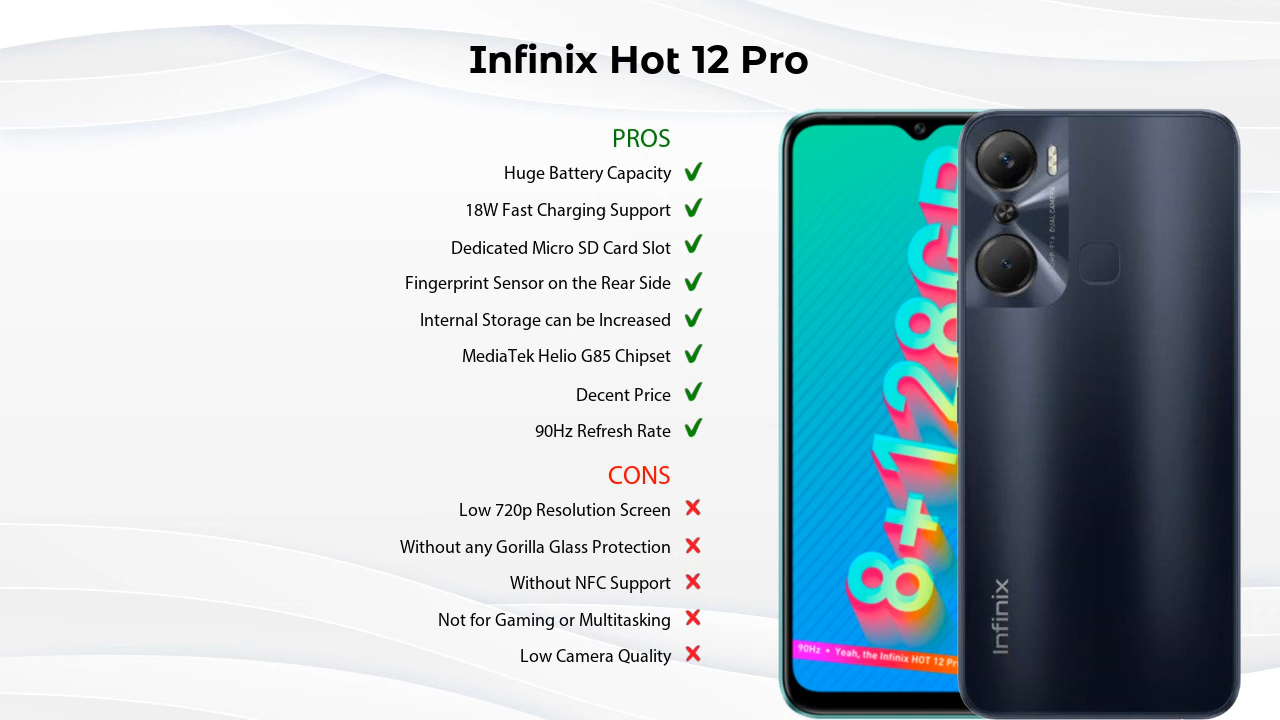 Infinix Hot 12 Pro
PROS
Huge Battery Capacity
18W Fast Charging Support
Dedicated Micro SD Card Slot
Fingerprint Sensor on the Rear Side
Internal Storage can be Increased
MediaTek Helio G85 Chipset
Decent Price
90Hz Refresh Rate
CONS
Low 720p Resolution Screen
Without any Gorilla Glass Protection
Without NFC Support
Not for Gaming or Multitasking
Low Camera Quality
8+128GB
90Hz • Yeah, the Infinix HOT 12 Pr
DUAL CAMERA
Infinix